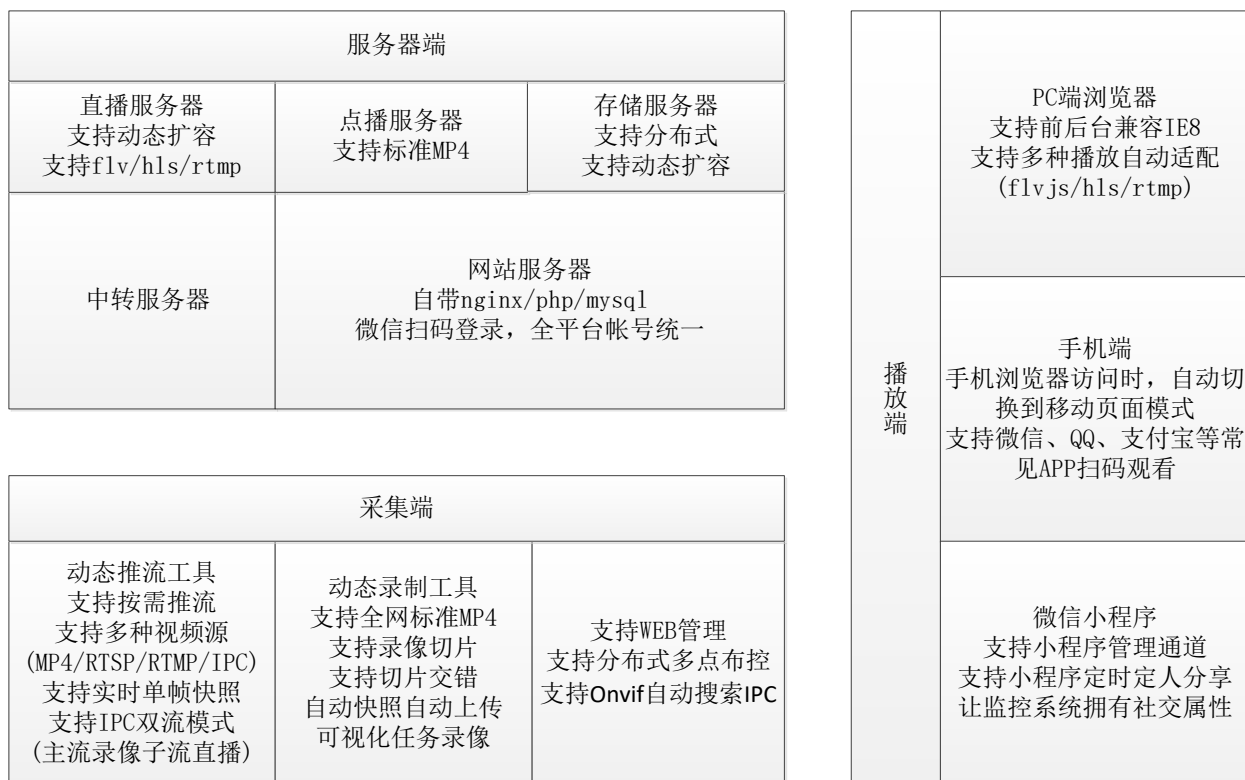 服务器端
直播服务器
支持动态扩容
支持flv/hls/rtmp
点播服务器
支持标准MP4
存储服务器
支持分布式
支持动态扩容
中转服务器
网站服务器
自带nginx/php/mysql
微信扫码登录，全平台帐号统一
采集端
动态推流工具
支持按需推流
支持多种视频源
(MP4/RTSP/RTMP/IPC)
支持实时单帧快照
支持IPC双流模式
(主流录像子流直播)
动态录制工具
支持全网标准MP4
支持录像切片
支持切片交错
自动快照自动上传
可视化任务录像
支持WEB管理
支持分布式多点布控
支持Onvif自动搜索IPC
播
放
端
PC端浏览器
支持前后台兼容IE8
支持多种播放自动适配
(flvjs/hls/rtmp)
手机端
手机浏览器访问时，自动切
换到移动页面模式
支持微信、QQ、支付宝等常
见APP扫码观看
微信小程序
支持小程序管理通道
支持小程序定时定人分享
让监控系统拥有社交属性